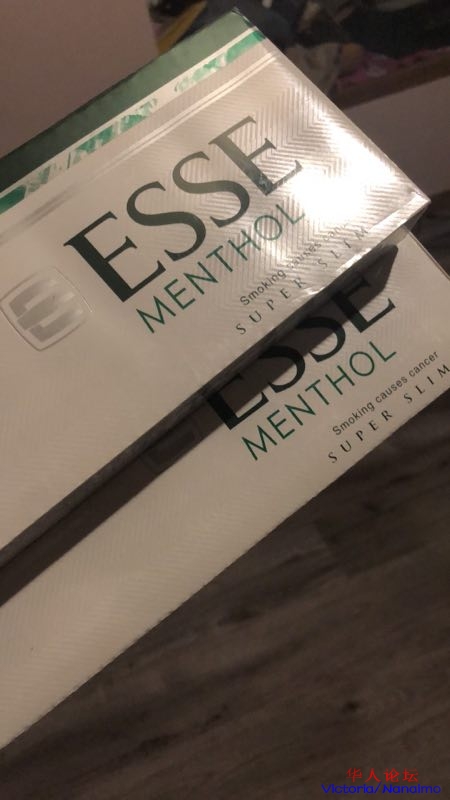 ESSE
MENTHOL
Smoking causes cancer
SUPER SLIM
ESSE
MENTHOL
Smoking causes cancer
SUPER SLIM
华人论坛
Victoria/Nanaimo